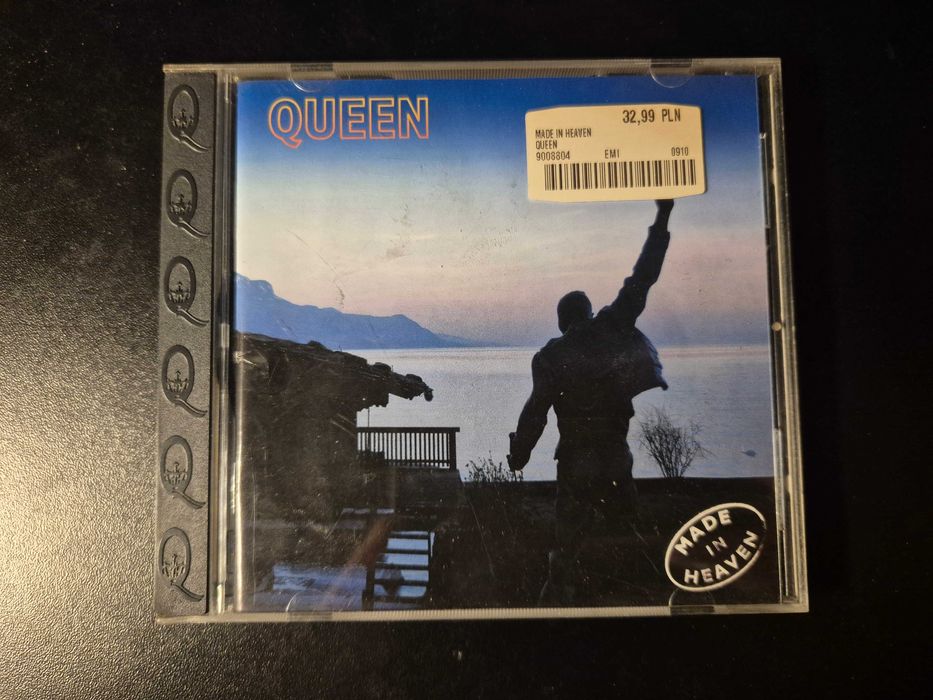 QUEEN
32,99 PLN
MADE IN HEAVEN
QUEEN
9008804 EMI 0910
MADE
IN
HEAVEN
Q
Q
Q
Q
Q
Q